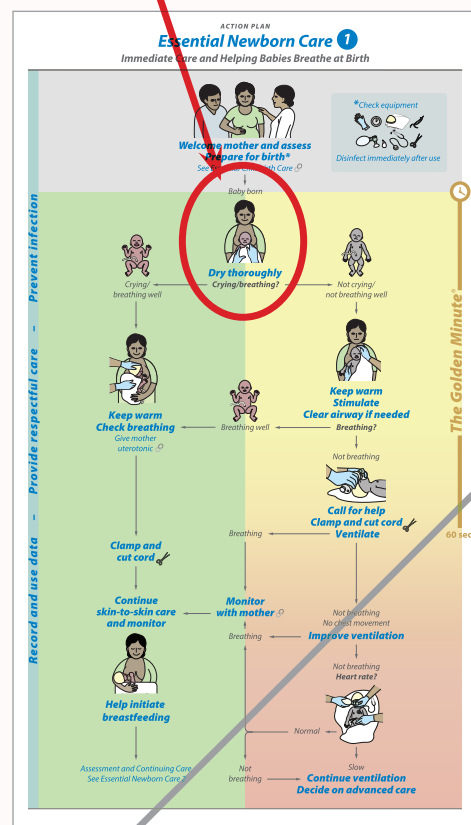 ACTION PLAN
Essential Newborn Care 1
Immediate Care and Helping Babies Breathe at Birth
*Check equipment
Disinfect immediately after use
Welcome mother and assess
Prepare for birth*
See Essential Childbirth Care
Baby born
Dry thoroughly
Crying/breathing?
Crying/
breathing well
Not crying/
not breathing well
Keep warm
Check breathing
Give mother
uterotonic
Breathing well
Keep warm
Stimulate
Clear airway if needed
Breathing?
Not breathing
Call for help
Clamp and cut cord
Ventilate
Breathing
Clamp and
cut cord
Continue
skin-to-skin care
and monitor
Monitor
with mother
Not breathing
No chest movement
Breathing
Improve ventilation
Not breathing
Heart rate?
Help initiate
breastfeeding
Normal
Assessment and Continuing Care
See Essential Newborn Care 2
Not
breathing
Slow
Continue ventilation
Decide on advanced care
Record and use data – Provide respectful care – Prevent infection
The Golden Minute®
60 sec